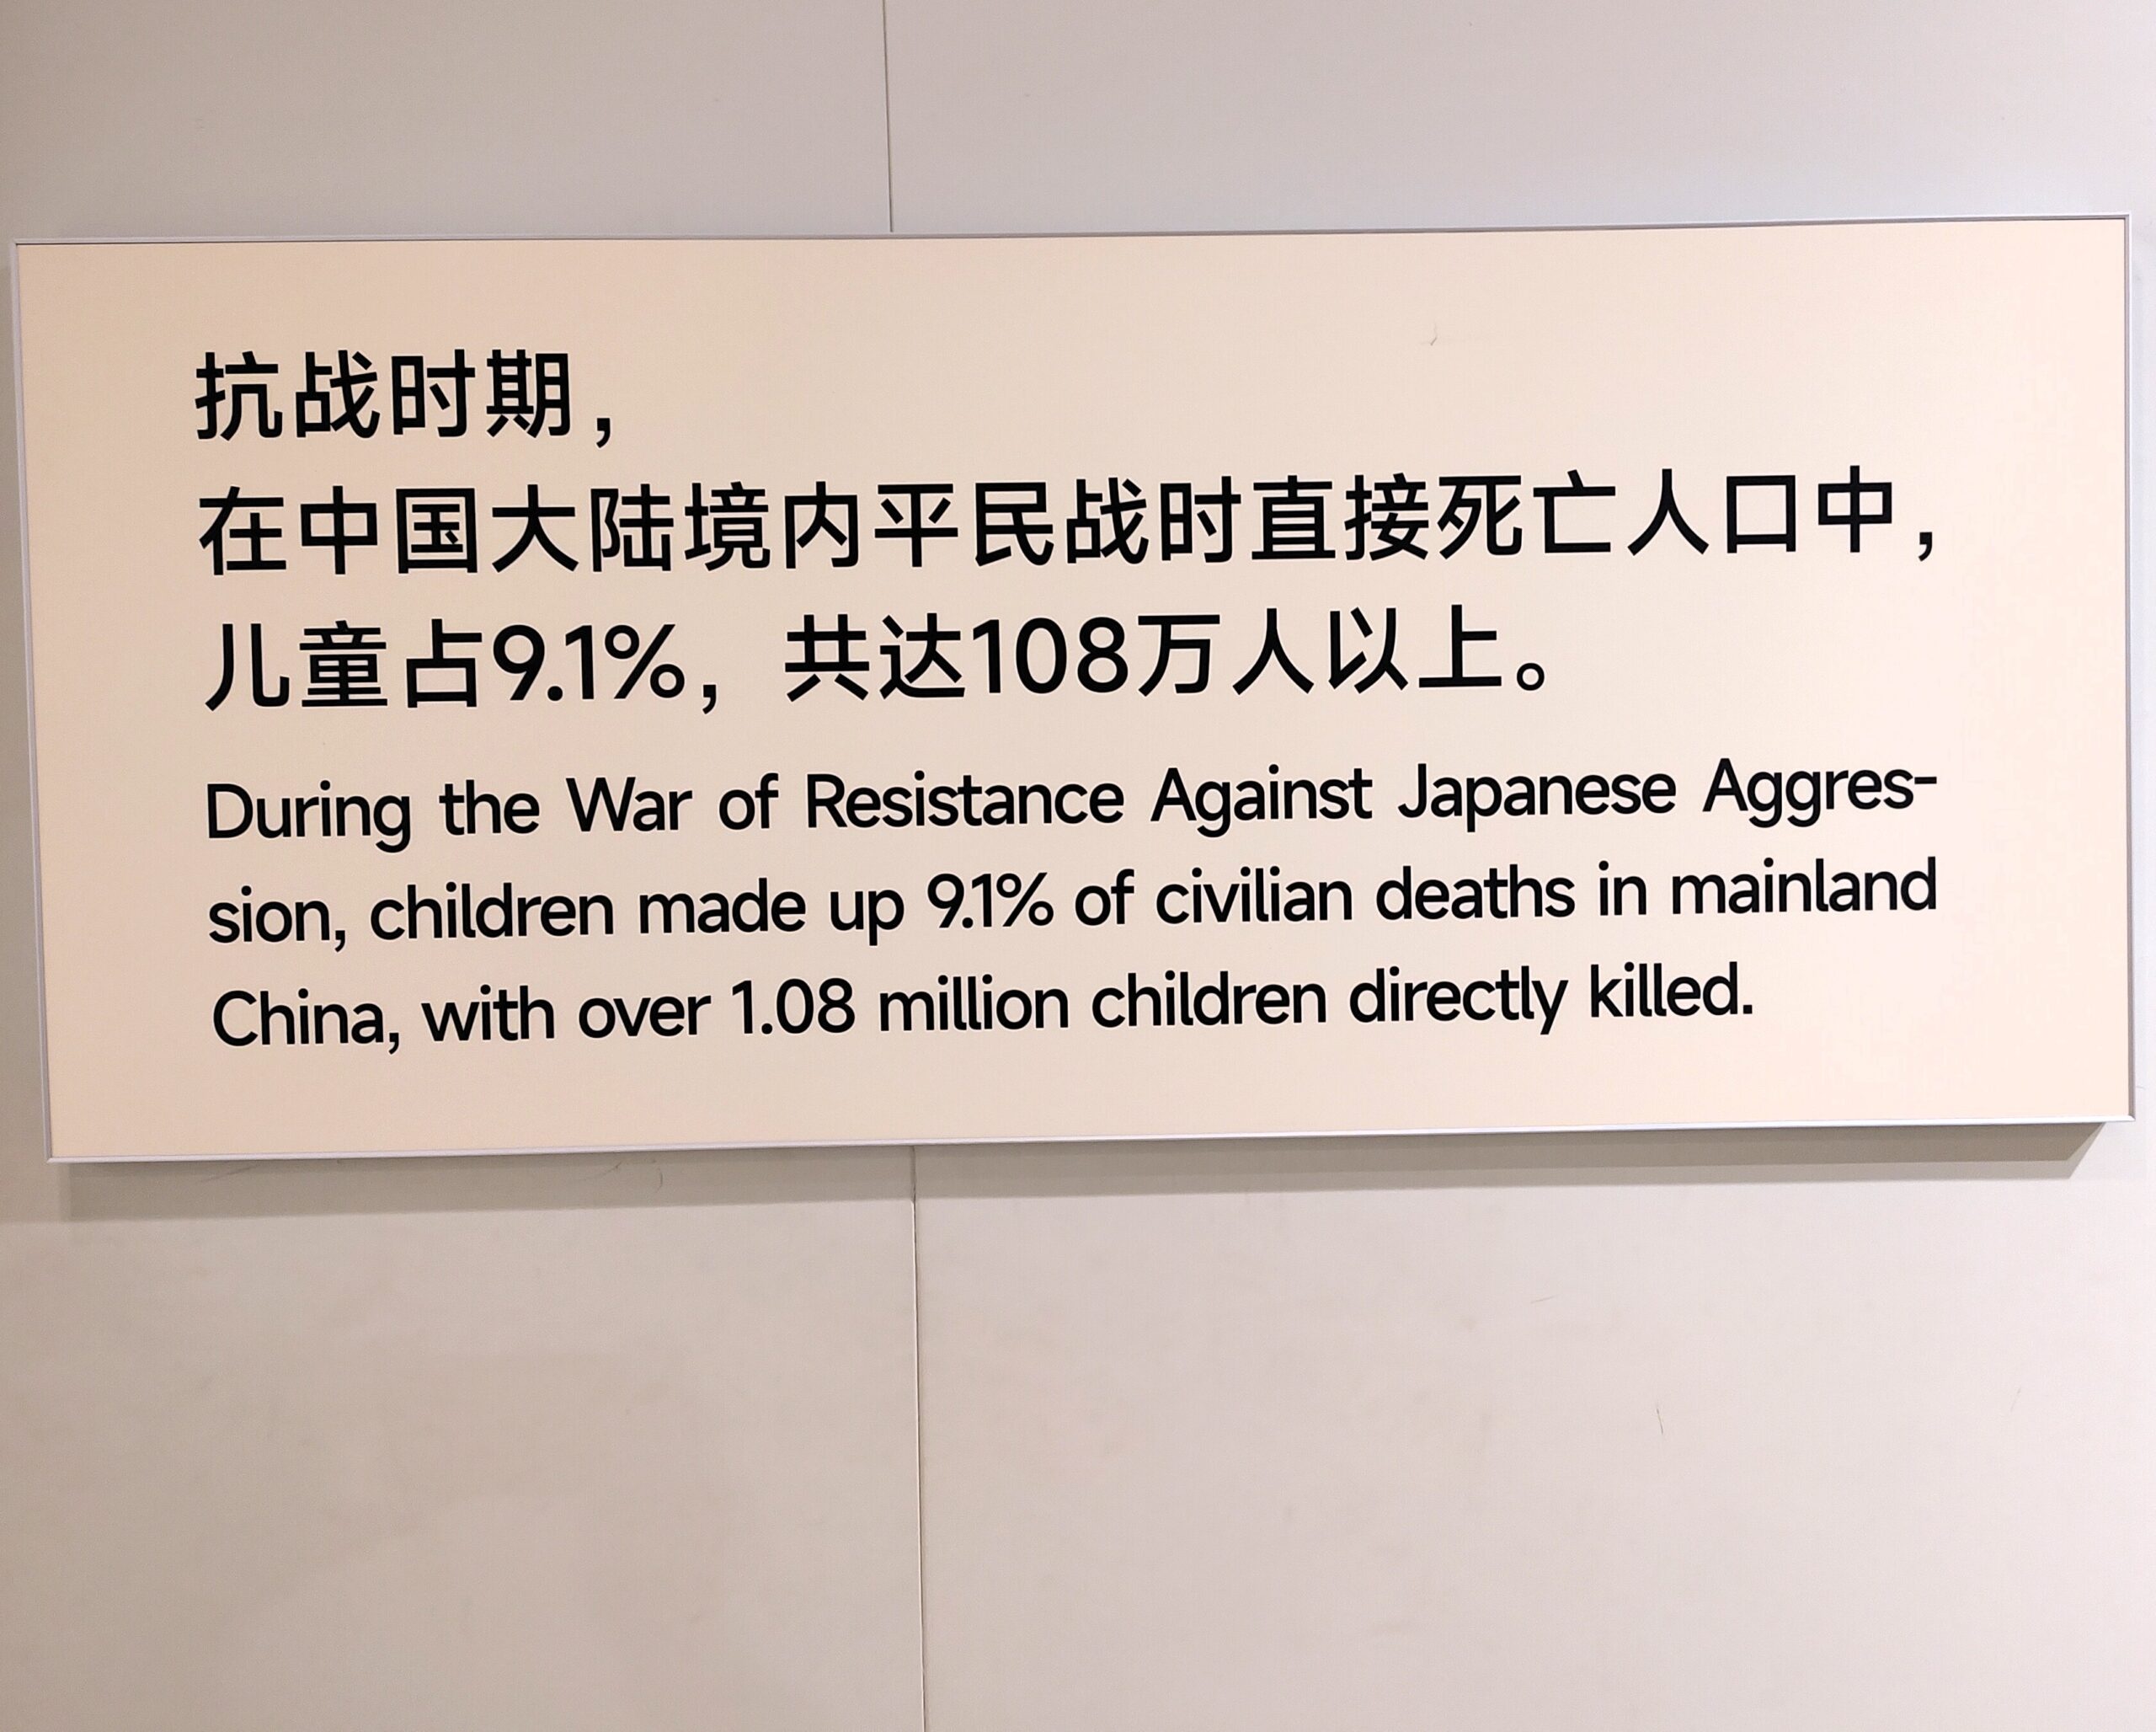 抗战时期，
在中国大陆境内平民战时直接死亡人口中，
儿童占9.1%，共达108万人以上。
During the War of Resistance Against Japanese Aggres-
sion, children made up 9.1% of civilian deaths in mainland
China, with over 1.08 million children directly killed.